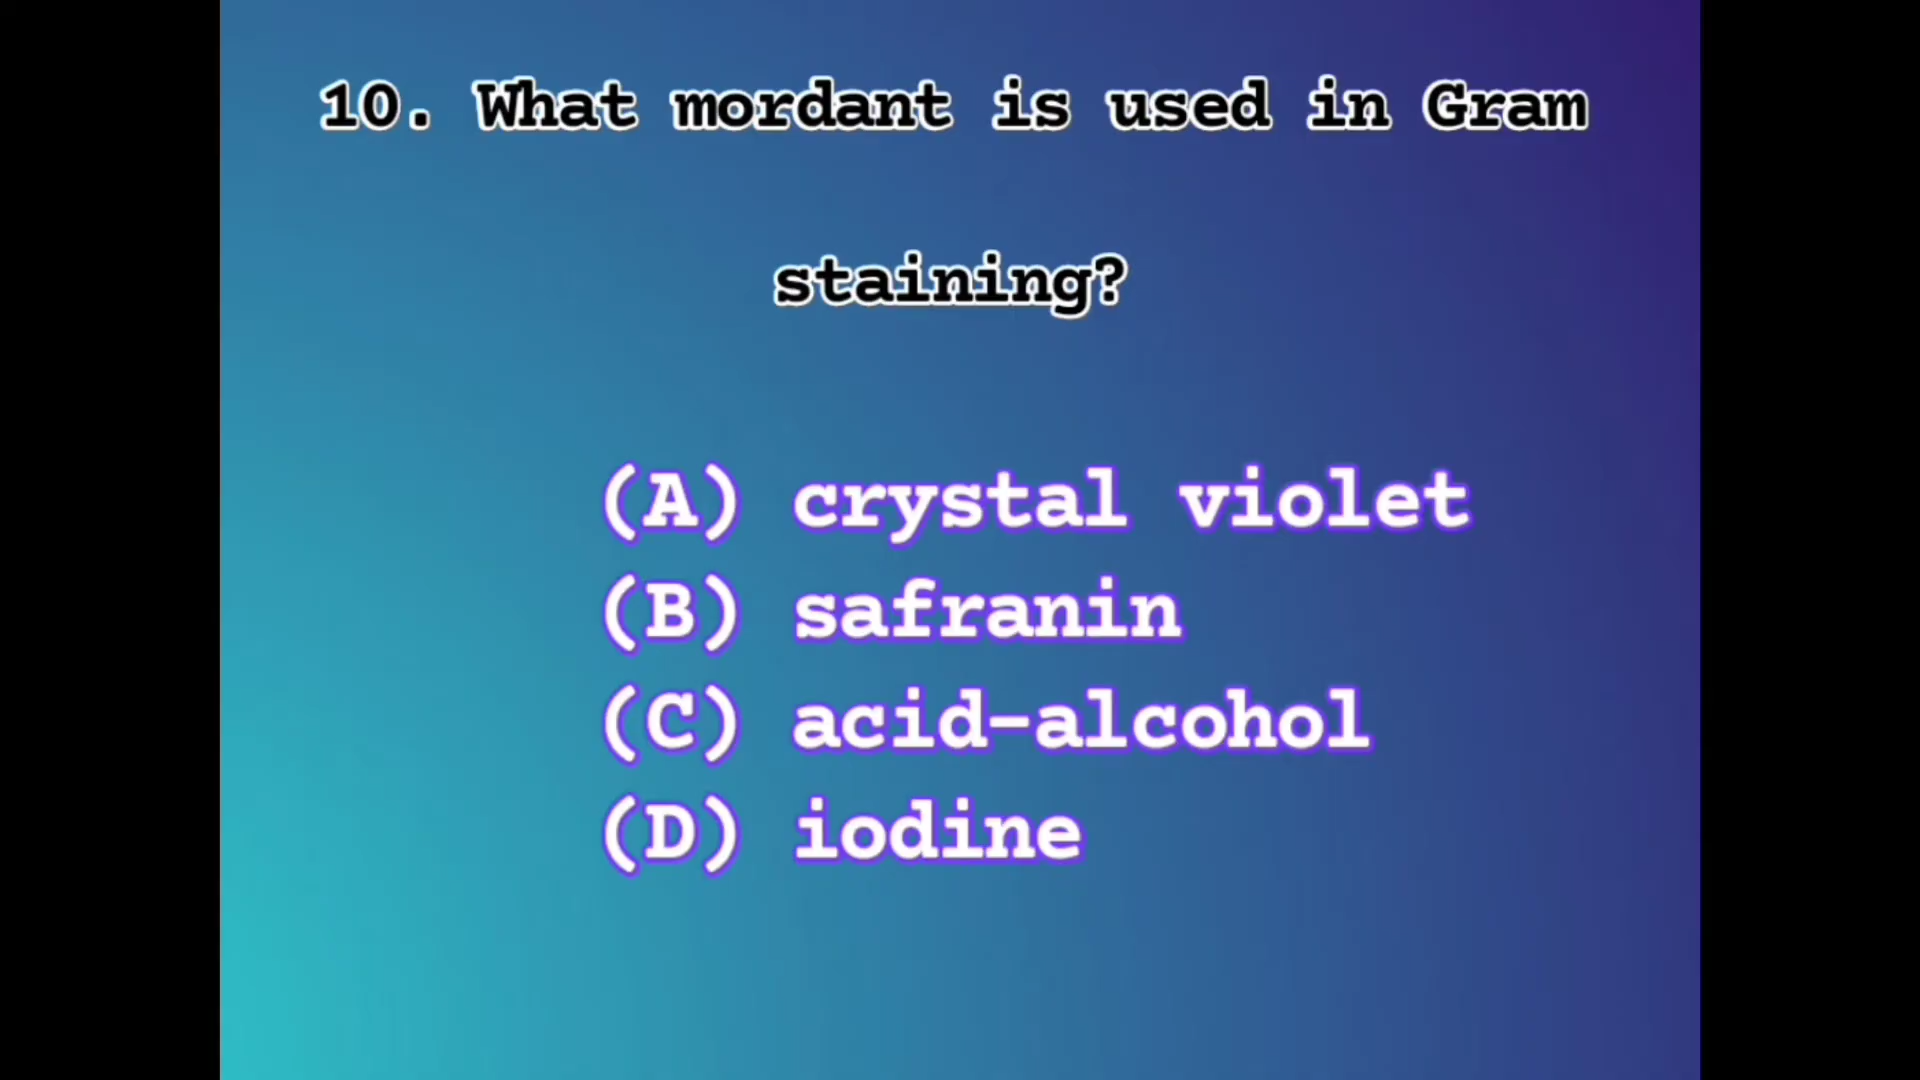 10. What mordant is used in Gram
staining?
(A) crystal violet
(B) safranin
(C) acid-alcohol
(D) iodine